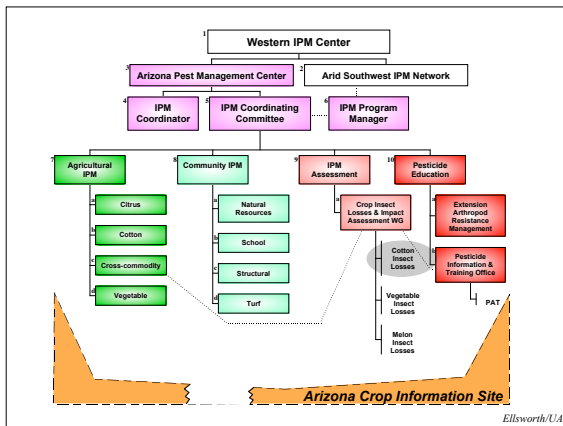 1
Western IPM Center
3
Arizona Pest Management Center
2
Arid Southwest IPM Network
4
IPM
Coordinator
5
IPM Coordinating
Committee
6
IPM Program
Manager
7
Agricultural
IPM
8
Community IPM
9
IPM
Assessment
10
Pesticide
Education
a
Citrus
b
Cotton
c
Cross-commodity
d
Vegetable
a
Natural
Resources
b
School
c
Structural
d
Turf
a
Crop Insect
Losses & Impact
Assessment WG
Cotton
Insect
Losses
Vegetable
Insect
Losses
Melon
Insect
Losses
a
Extension
Arthropod
Resistance
Management
b
Pesticide
Information &
Training Office
PAT
Arizona Crop Information Site
Ellsworth/UA